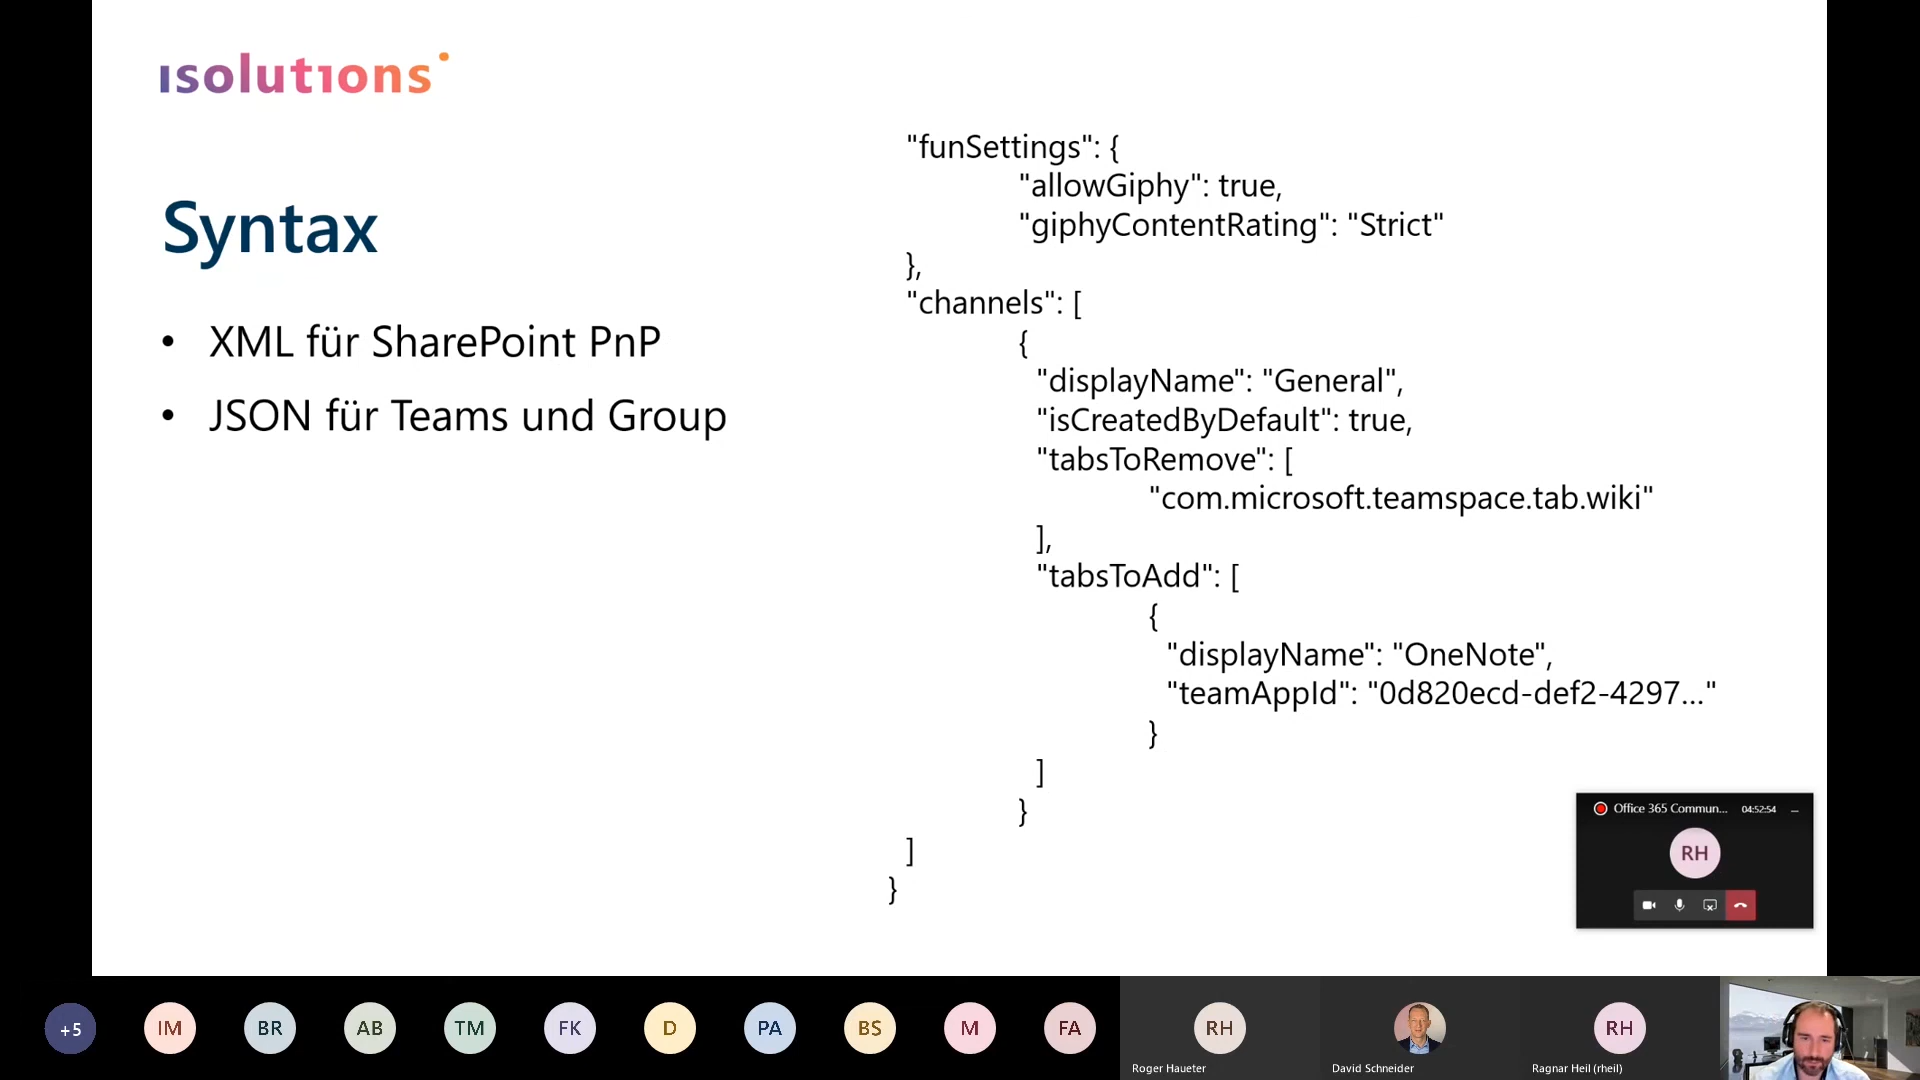 isolutions
Syntax
• XML für SharePoint PnP
• JSON für Teams und Group
"funSettings": {
"allowGiphy": true,
"giphyContentRating": "Strict"
},
"channels": [
{
"displayName": "General",
"isCreatedByDefault": true,
"tabsToRemove": [
"com.microsoft.teamspace.tab.wiki"
],
"tabsToAdd": [
{
"displayName": "OneNote",
"teamAppId": "0d820ecd-def2-4297..."
}
]
}
]
}
Office 365 Commun... 04:52:54
RH
+5 IM BR AB TM FK D PA BS M FA RH RH
Roger Haueter David Schneider Ragnar Heil (rheil)